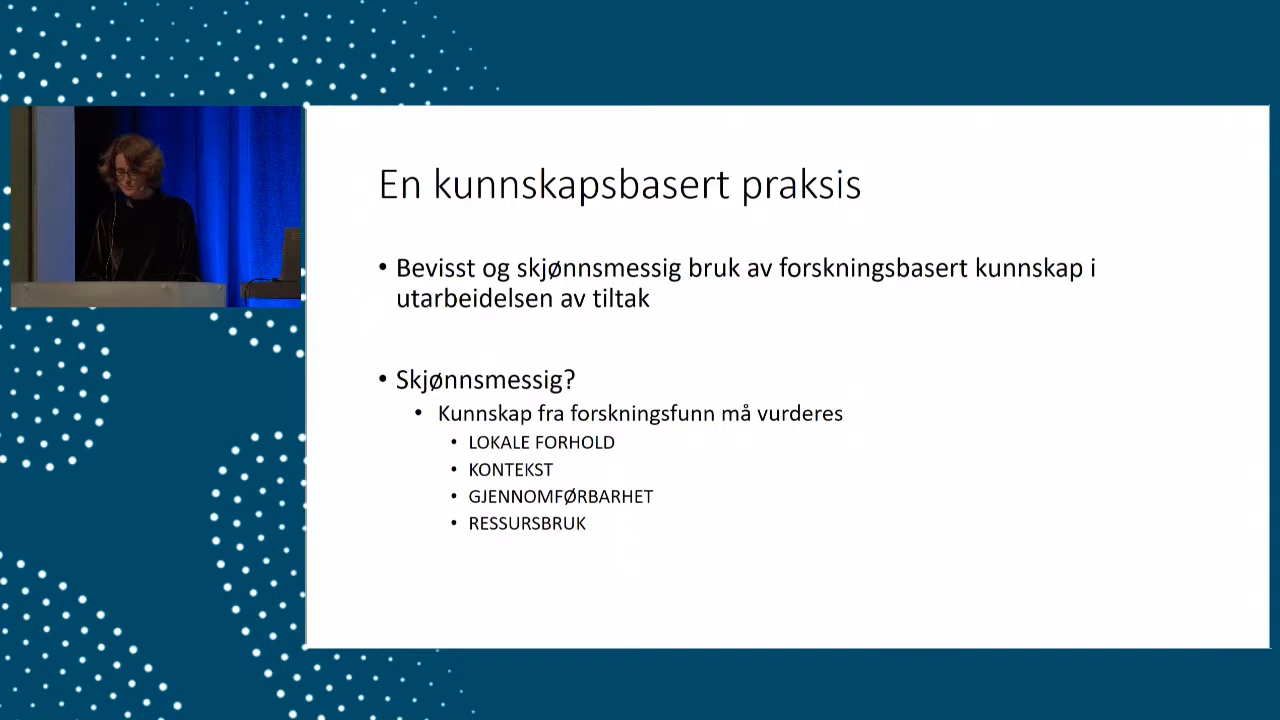 En kunnskapsbasert praksis
• Bevisst og skjønnsmessig bruk av forskningsbasert kunnskap i
utarbeidelsen av tiltak
• Skjønnsmessig?
• Kunnskap fra forskningsfunn må vurderes
• LOKALE FORHOLD
• KONTEKST
• GJENNOMFØRBARHET
• RESSURSBRUK